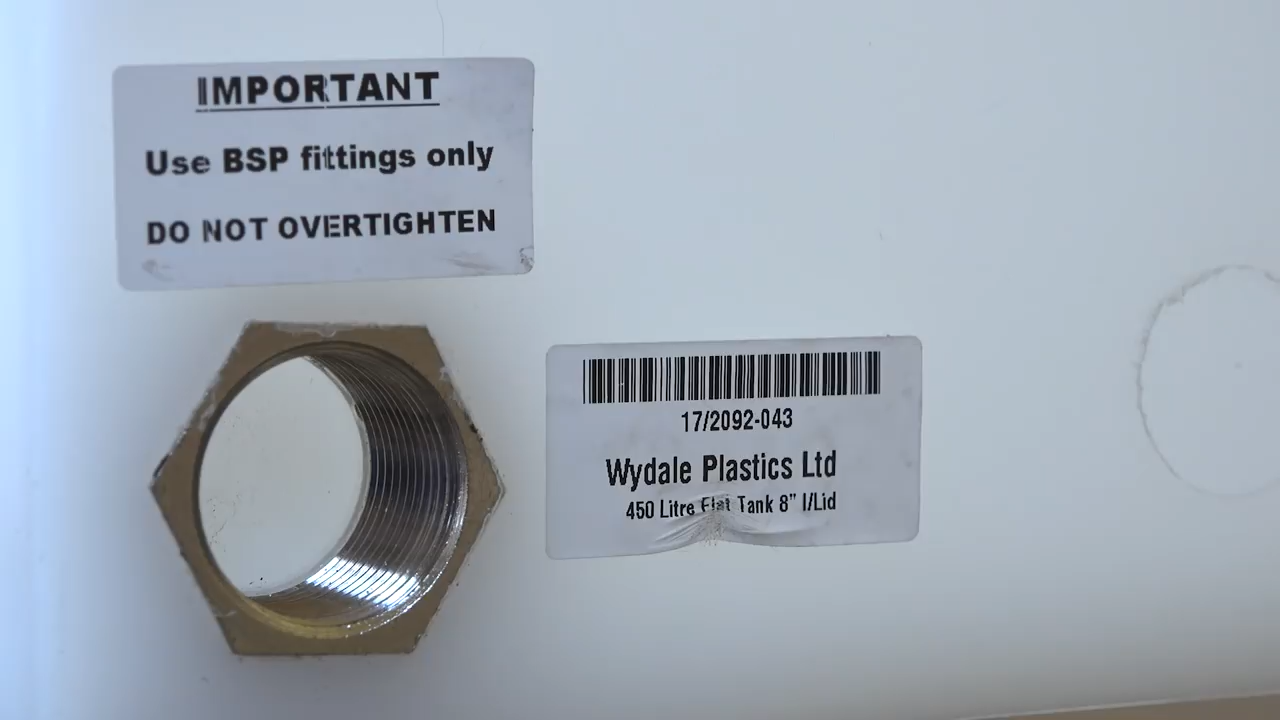 IMPORTANT
Use BSP fittings only
DO NOT OVERTIGHTEN
17/2092-043
Wydale Plastics Ltd
450 Litre Flat Tank 8" I/Lid